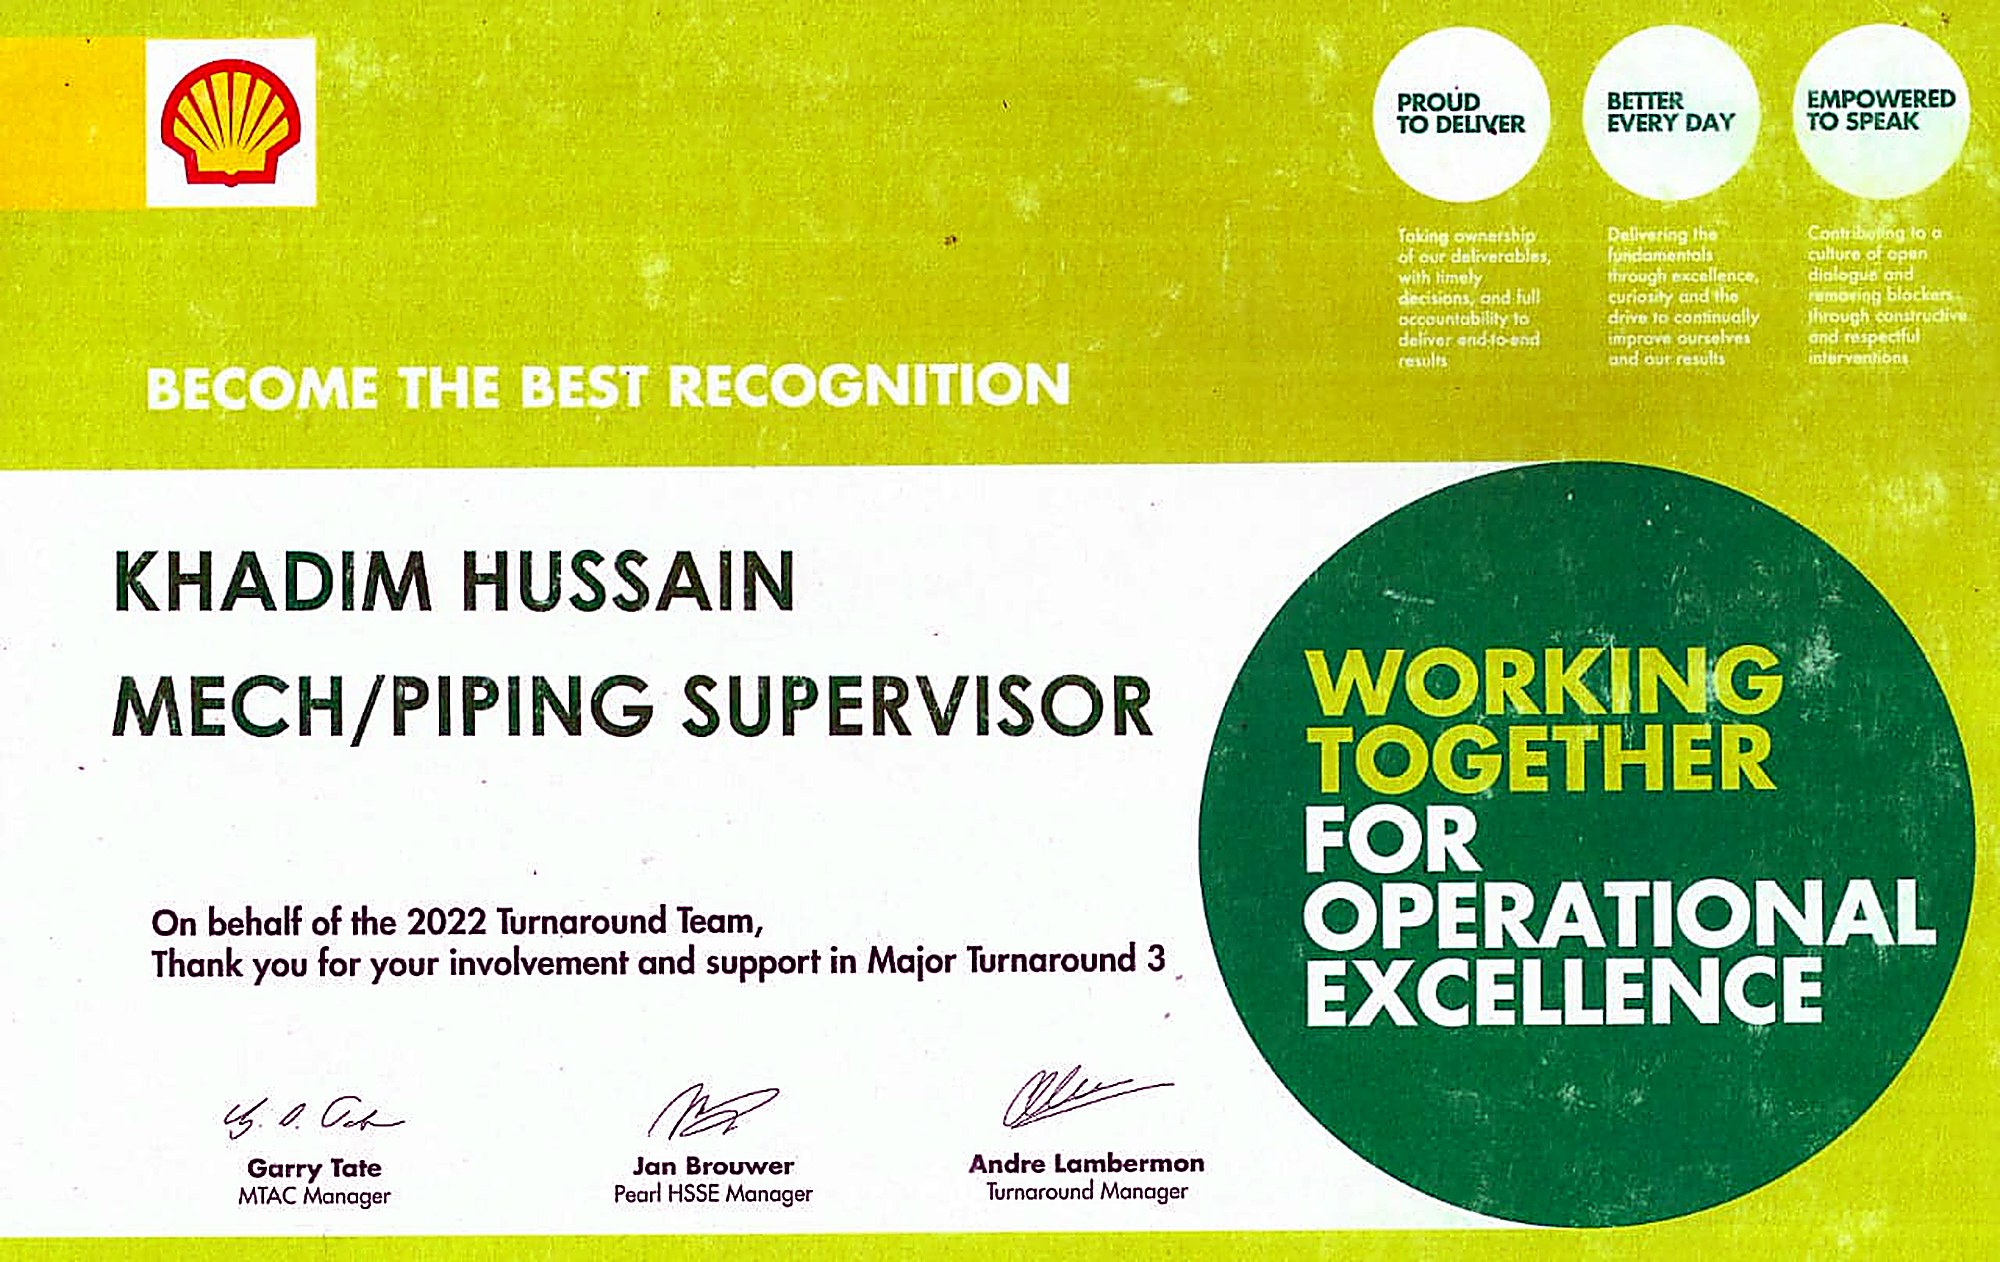 PROUD
TO DELIVER
Taking ownership
of our deliverables,
with timely
decisions, and full
accountability to
deliver end-to-end
results
BETTER
EVERY DAY
Delivering the
fundamentals
through excellence,
curiosity and the
drive to continually
improve ourselves
and our results
EMPOWERED
TO SPEAK
Contributing to a
culture of open
dialogue and
removing blockers
through constructive
and respectful
interventions
BECOME THE BEST RECOGNITION
KHADIM HUSSAIN
MECH/PIPING SUPERVISOR
WORKING
TOGETHER
FOR
OPERATIONAL
EXCELLENCE
On behalf of the 2022 Turnaround Team,
Thank you for your involvement and support in Major Turnaround 3
Garry Tate
MTAC Manager
Jan Brouwer
Pearl HSSE Manager
Andre Lambermon
Turnaround Manager